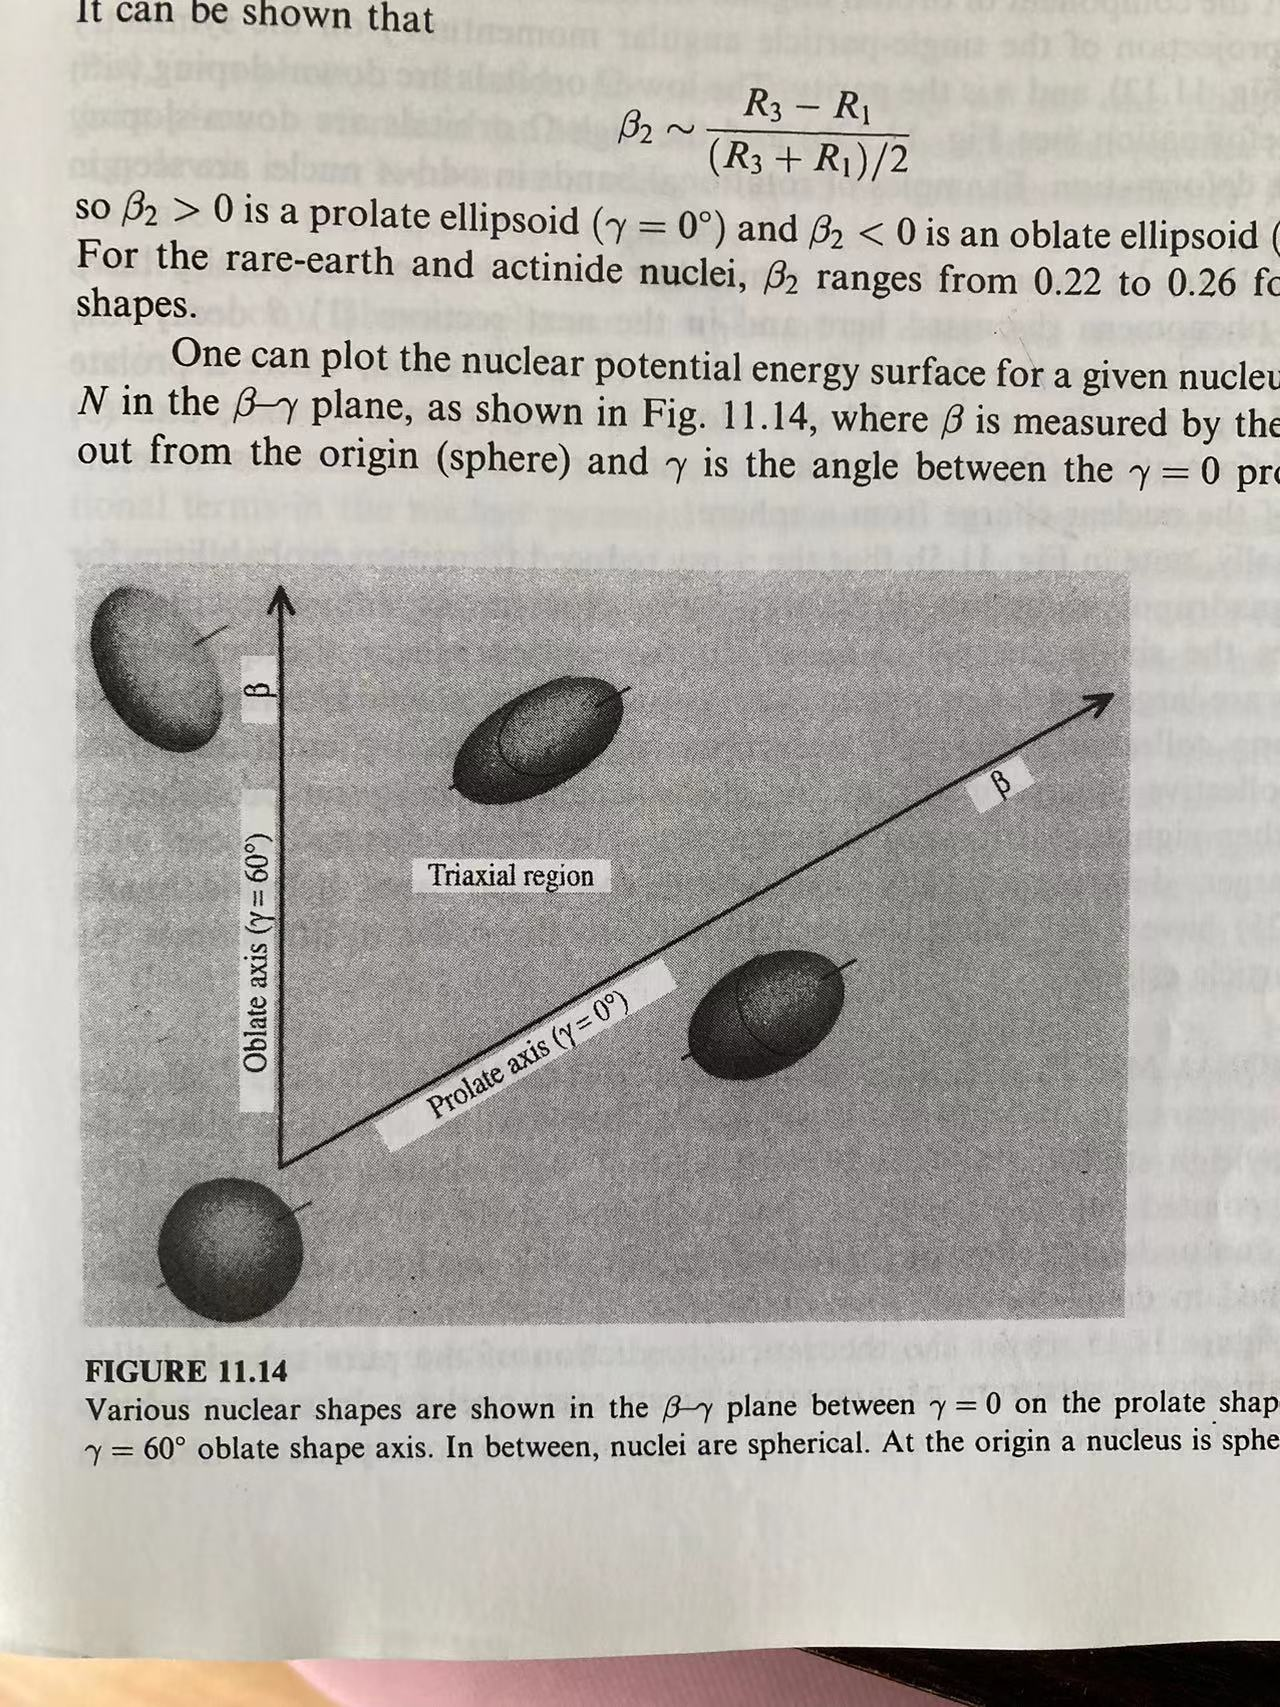 It can be shown that
β₂ ~ (R₃ − R₁) / ((R₃ + R₁)/2)
so β₂ > 0 is a prolate ellipsoid (γ = 0°) and β₂ < 0 is an oblate ellipsoid (
For the rare-earth and actinide nuclei, β₂ ranges from 0.22 to 0.26
shapes.
One can plot the nuclear potential energy surface for a given
N in the β–γ plane, as shown in Fig. 11.14, where β is measured by the
out from the origin (sphere) and γ is the angle between the γ = 0
β
Oblate axis (γ = 60°)
Triaxial region
β
Prolate axis (γ = 0°)
FIGURE 11.14
Various nuclear shapes are shown in the β–γ plane between γ = 0 on the prolate
γ = 60° oblate shape axis. In between, nuclei are spherical. At the origin a nucleus is